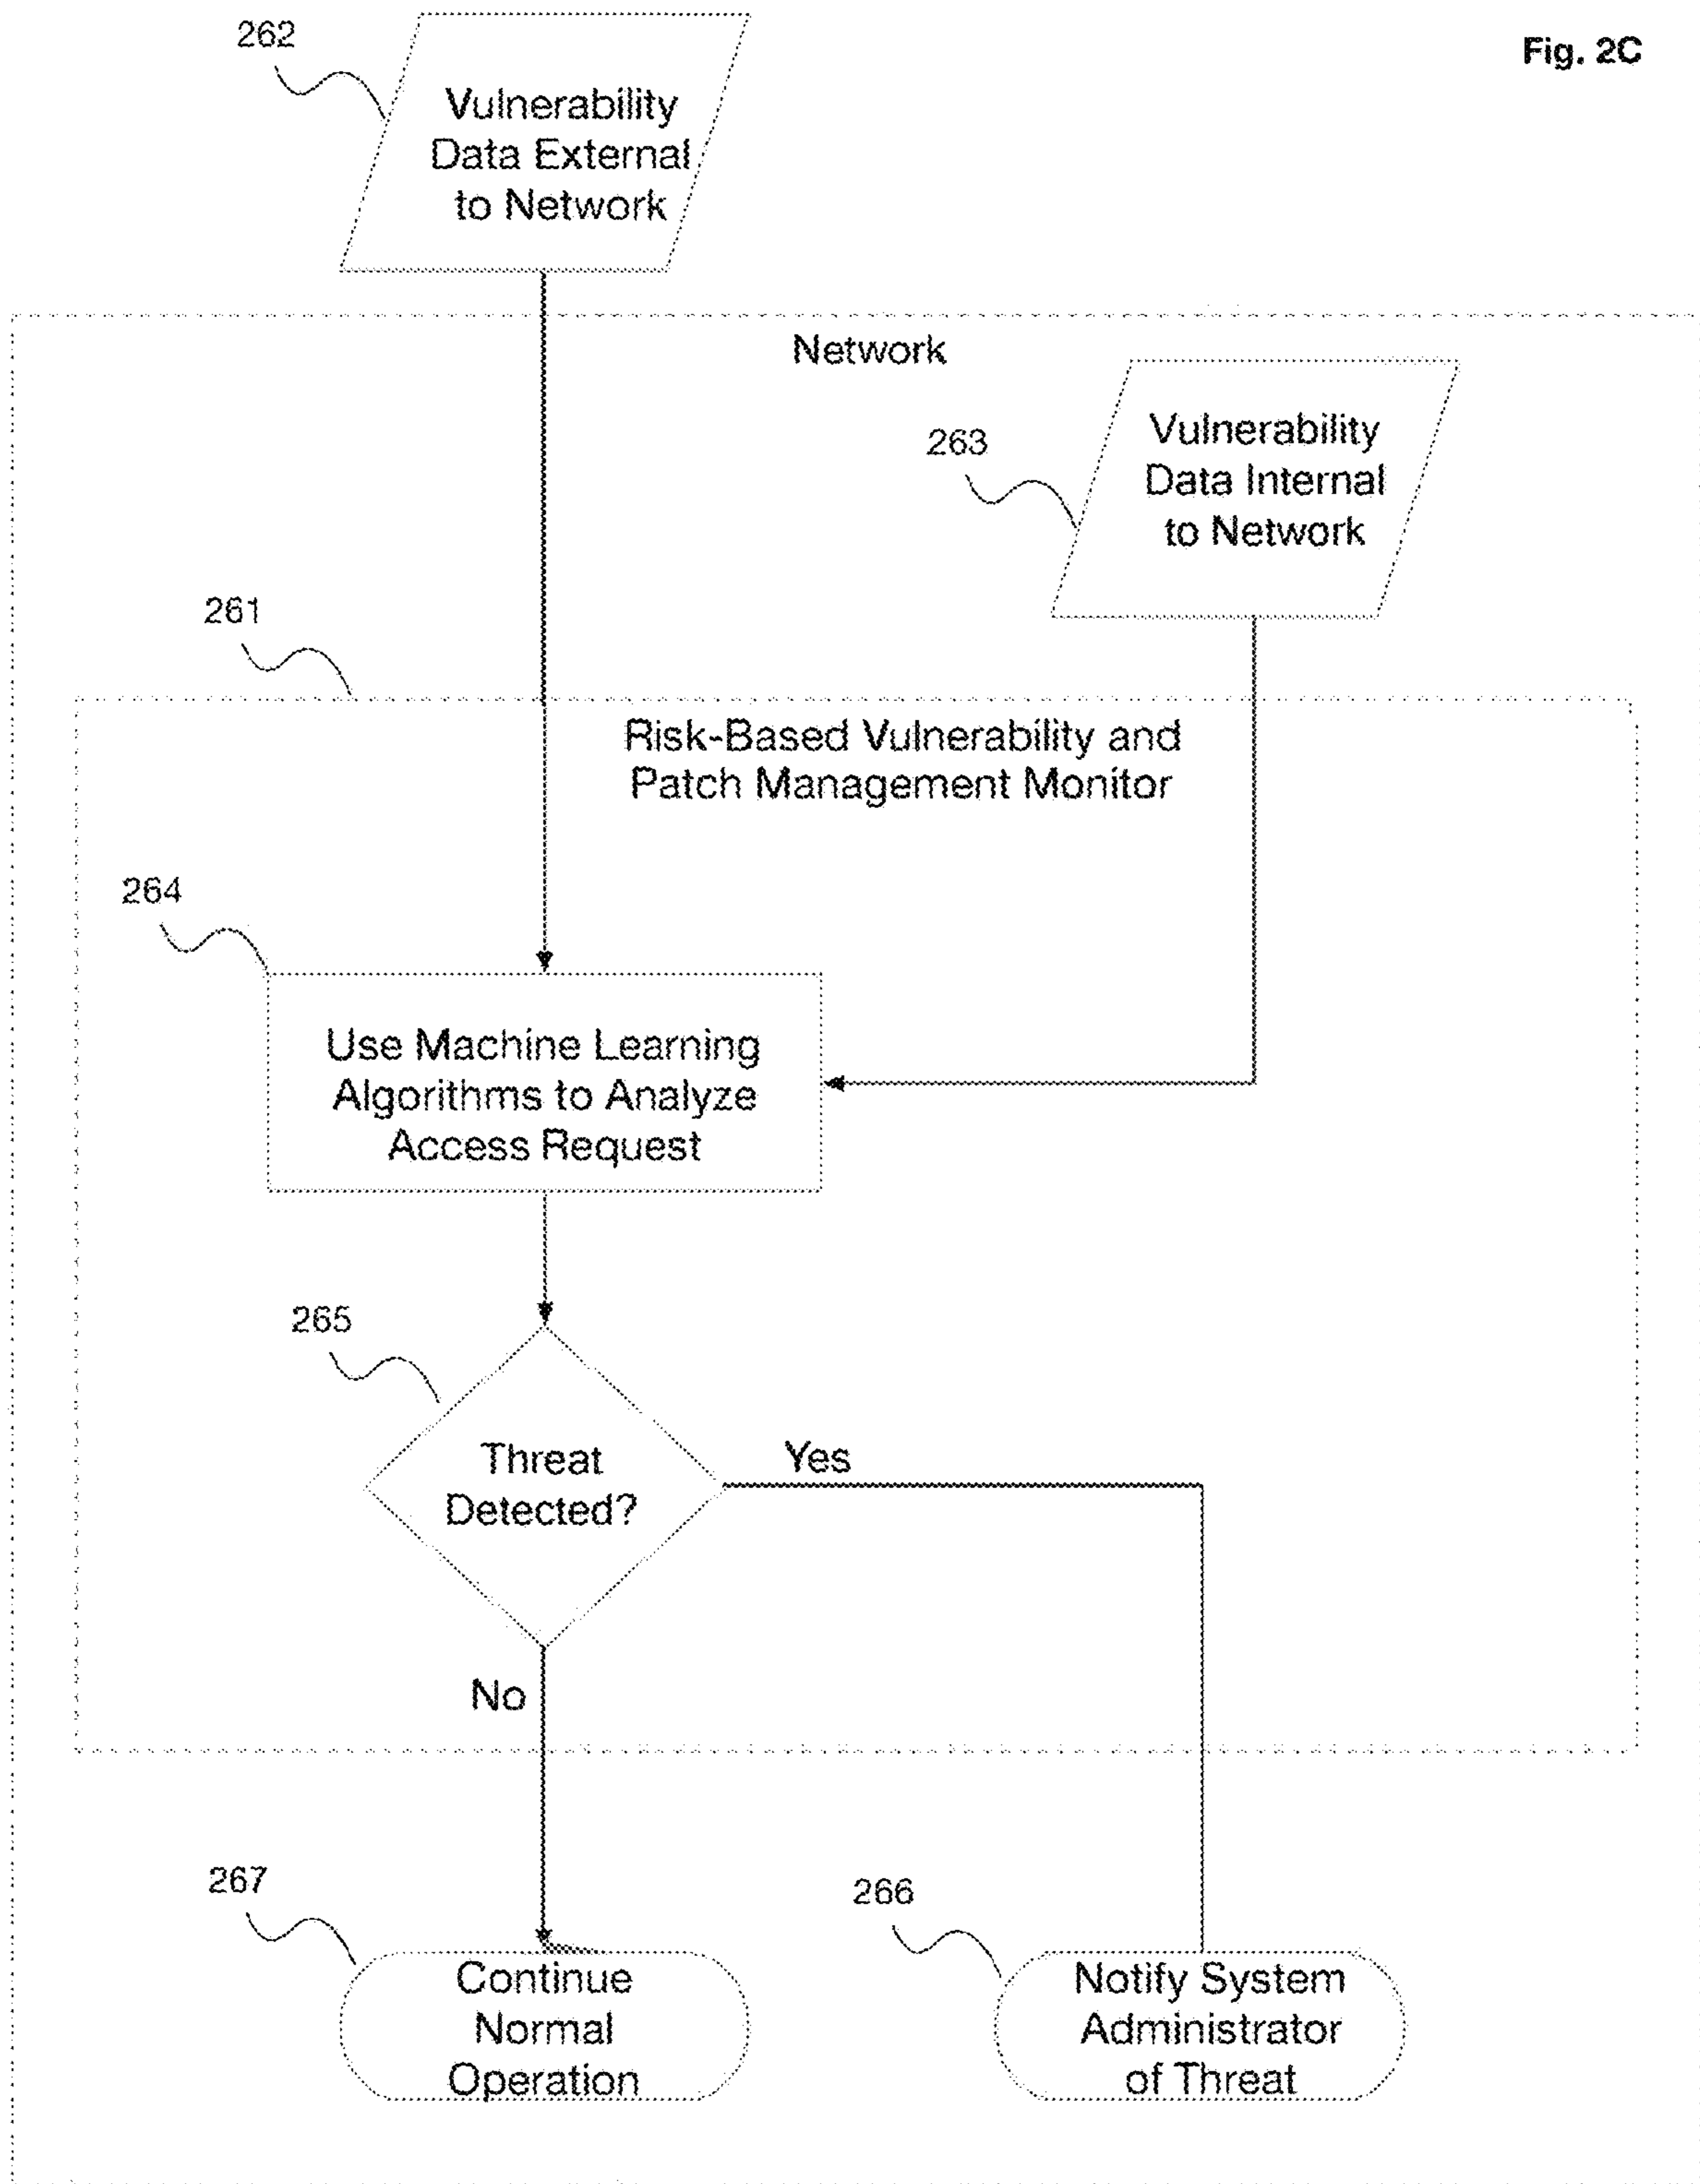 Fig. 2C
262
Vulnerability
Data External
to Network
Network
263
Vulnerability
Data Internal
to Network
261
Risk-Based Vulnerability and
Patch Management Monitor
264
Use Machine Learning
Algorithms to Analyze
Access Request
265
Threat
Detected?
Yes
No
267
Continue
Normal
Operation
266
Notify System
Administrator
of Threat